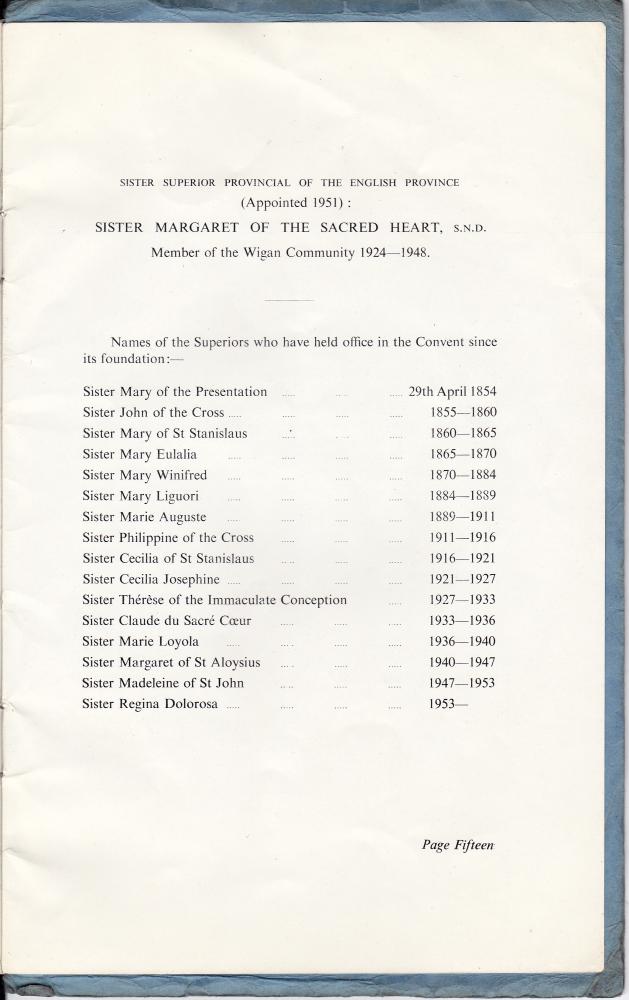 SISTER SUPERIOR PROVINCIAL OF THE ENGLISH PROVINCE
(Appointed 1951) :
SISTER MARGARET OF THE SACRED HEART, S.N.D.
Member of the Wigan Community 1924—1948.
Names of the Superiors who have held office in the Convent since
its foundation:—
Sister Mary of the Presentation ..... ..... ..... 29th April 1854
Sister John of the Cross ..... ..... ..... ..... 1855—1860
Sister Mary of St Stanislaus ..... ..... ..... 1860—1865
Sister Mary Eulalia ..... ..... ..... ..... 1865—1870
Sister Mary Winifred ..... ..... ..... ..... 1870—1884
Sister Mary Liguori ..... ..... ..... ..... 1884—1889
Sister Marie Auguste ..... ..... ..... ..... 1889—1911
Sister Philippine of the Cross ..... ..... ..... 1911—1916
Sister Cecilia of St Stanislaus ..... ..... ..... 1916—1921
Sister Cecilia Josephine ..... ..... ..... ..... 1921—1927
Sister Thérèse of the Immaculate Conception ..... 1927—1933
Sister Claude du Sacré Cœur ..... ..... ..... 1933—1936
Sister Marie Loyola ..... ..... ..... ..... 1936—1940
Sister Margaret of St Aloysius ..... ..... ..... 1940—1947
Sister Madeleine of St John ..... ..... ..... 1947—1953
Sister Regina Dolorosa ..... ..... ..... ..... 1953—
Page Fifteen